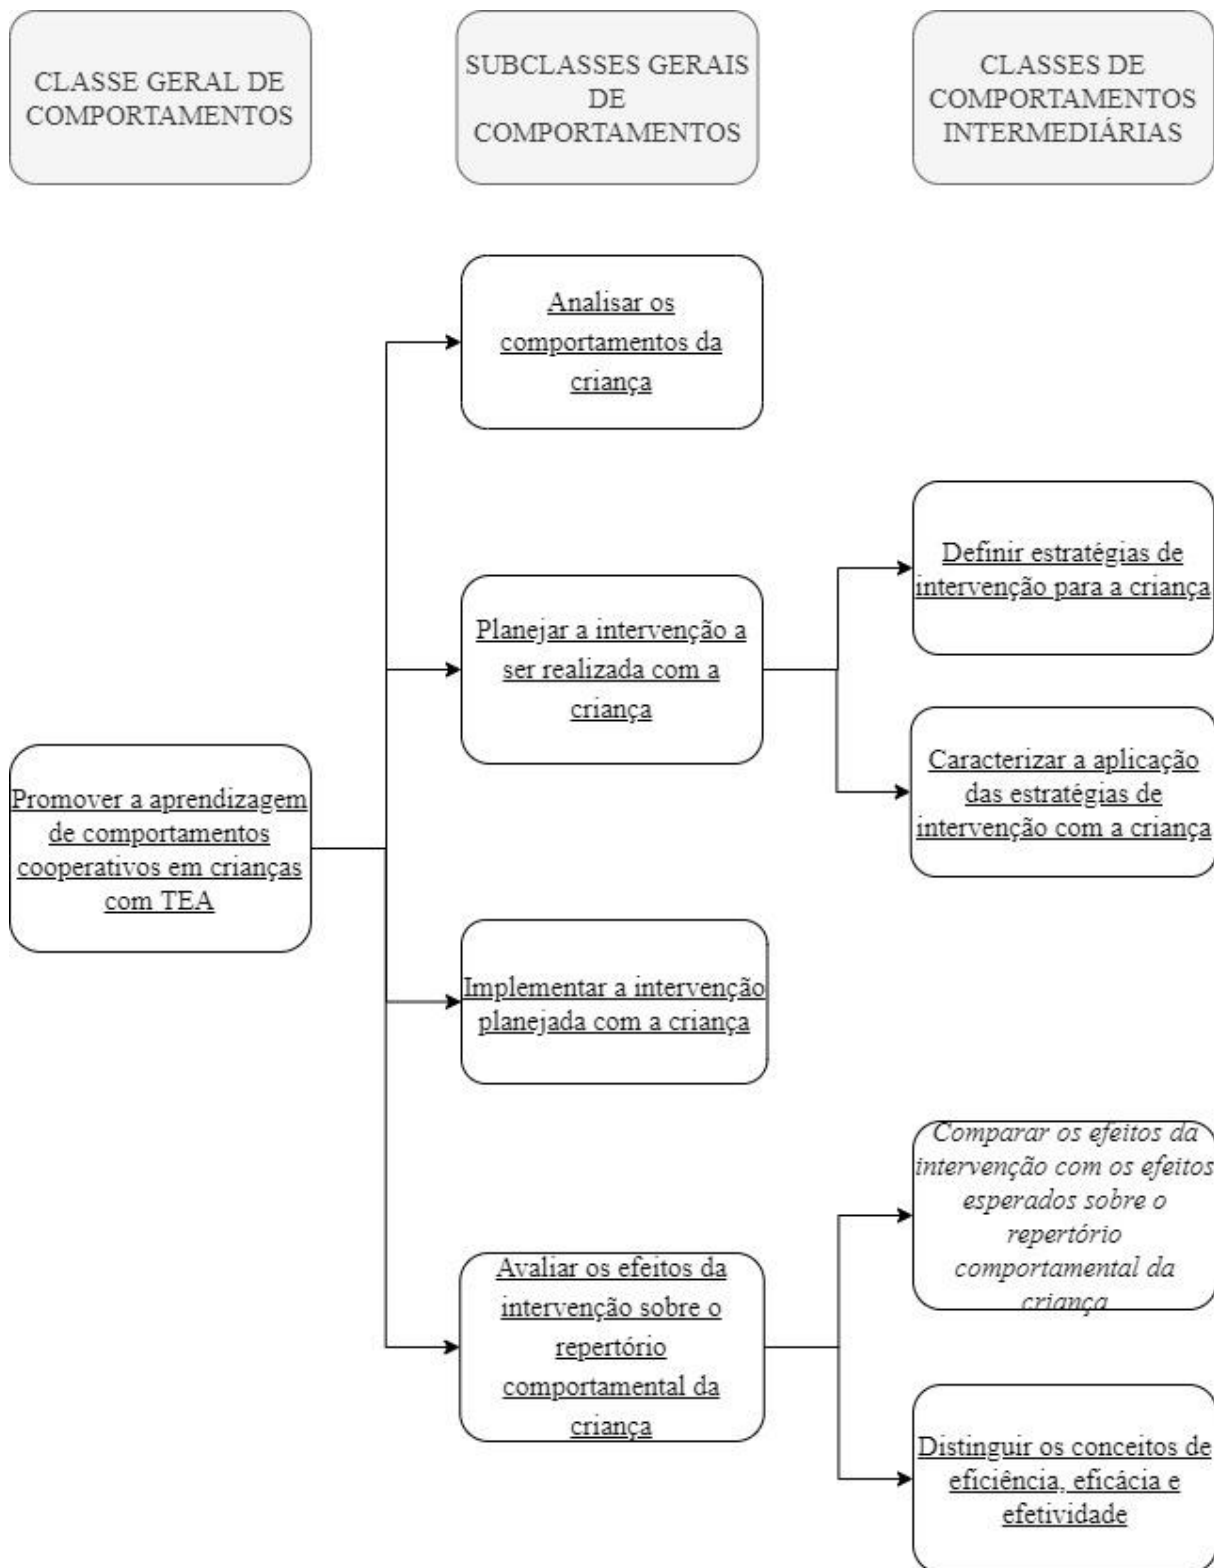 CLASSE GERAL DE
COMPORTAMENTOS
SUBCLASSES GERAIS
DE
COMPORTAMENTOS
CLASSES DE
COMPORTAMENTOS
INTERMEDIÁRIAS
Analisar os
comportamentos da
criança
Planejar a intervenção a
ser realizada com a
criança
Definir estratégias de
intervenção para a criança
Caracterizar a aplicação
das estratégias de
intervenção com a criança
Promover a aprendizagem
de comportamentos
cooperativos em crianças
com TEA
Implementar a intervenção
planejada com a criança
Avaliar os efeitos da
intervenção sobre o
repertório
comportamental da
criança
Comparar os efeitos da
intervenção com os efeitos
esperados sobre o
repertório
comportamental da
criança
Distinguir os conceitos de
eficiência, eficácia e
efetividade